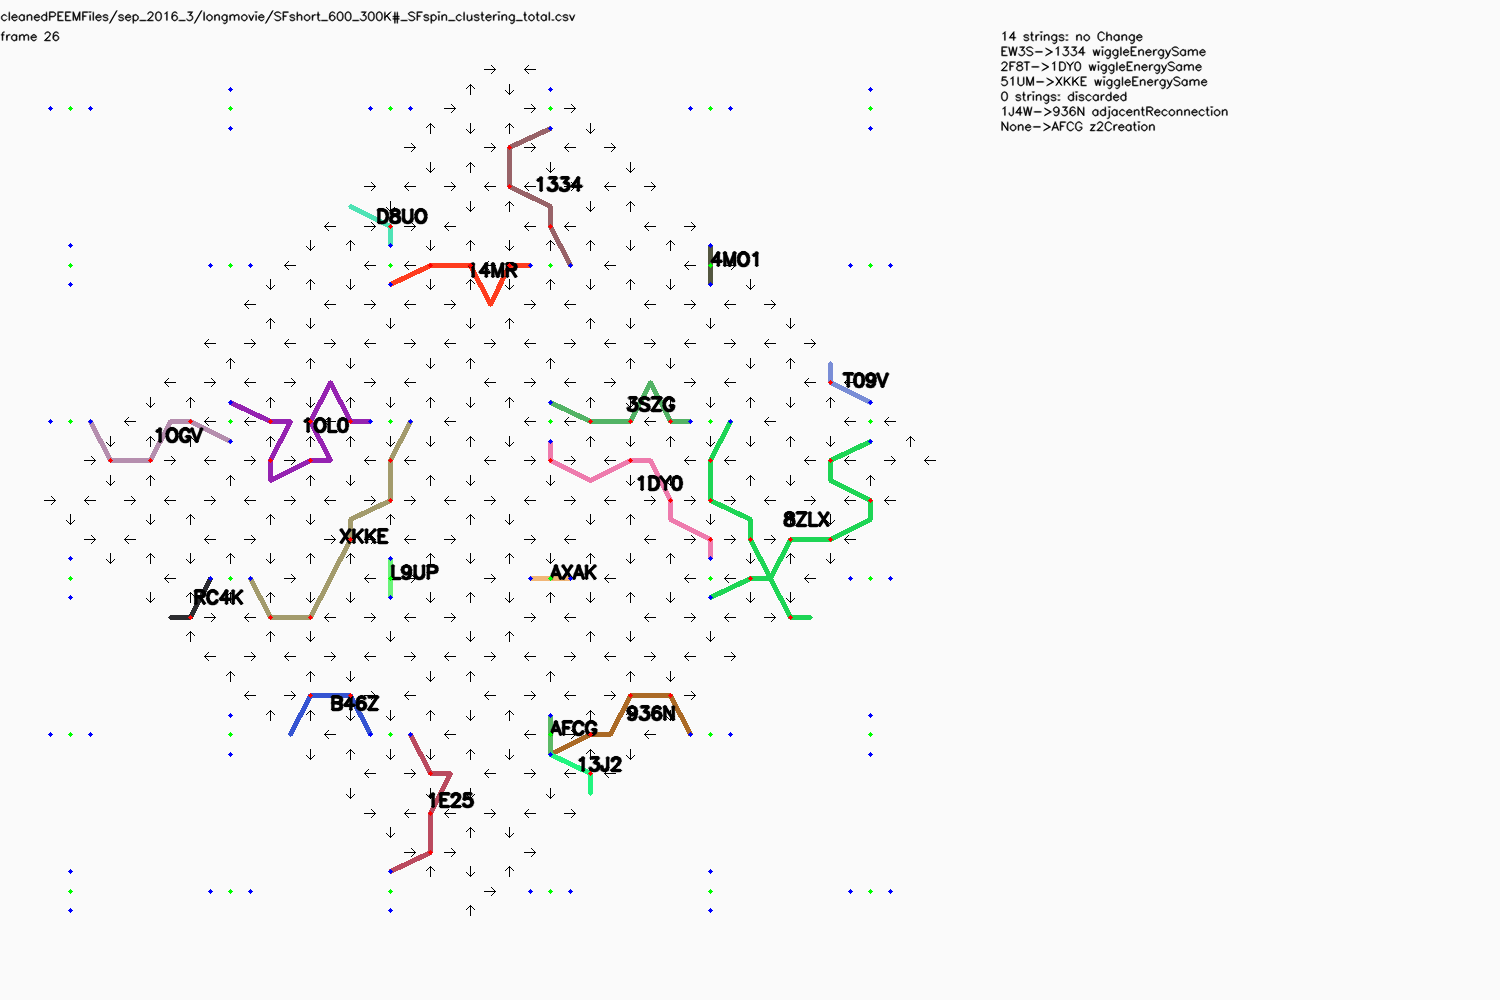 cleanedPEEMFiles/sep_2016_3/longmovie/SFshort_600_300K#_SFspin_clustering_total.csv
frame 26
14 strings: no Change
EW3S->1334 wiggleEnergySame
2F8T->1DY0 wiggleEnergySame
51UM->XKKE wiggleEnergySame
0 strings: discarded
1J4W->936N adjacentReconnection
None->AFCG z2Creation
1334
D8U0
4MO1
14MR
T09V
3SZG
10L0
10GV
1DY0
8ZLX
XKKE
L9UP
AXAK
RC4K
B46Z
936N
AFCG
13J2
1E25